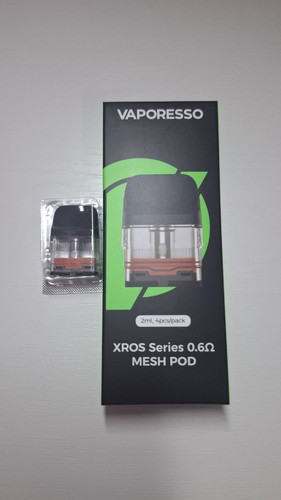 VAPORESSO
2ml, 4pcs/pack
XROS Series 0.6Ω
MESH POD